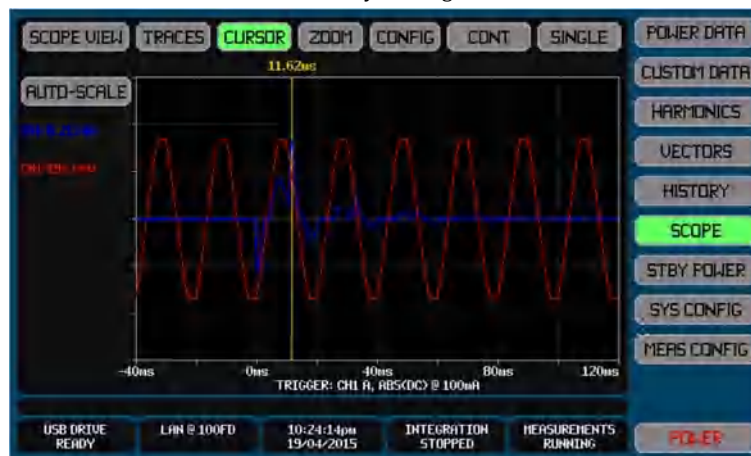 SCOPE VIEW
TRACES
CURSOR
ZOOM
CONFIG
CONT
SINGLE
POWER DATA
CUSTOM DATA
HARMONICS
VECTORS
HISTORY
SCOPE
STBY POWER
SYS CONFIG
MEAS CONFIG
POWER
11.62ms
AUTO-SCALE
-40ms
0ms
40ms
80ms
120ms
TRIGGER: CH1 A, ABS(DC) @ 100mA
USB DRIVE
READY
LAN @ 100FD
10:24:14pm
19/04/2015
INTEGRATION
STOPPED
MEASUREMENTS
RUNNING